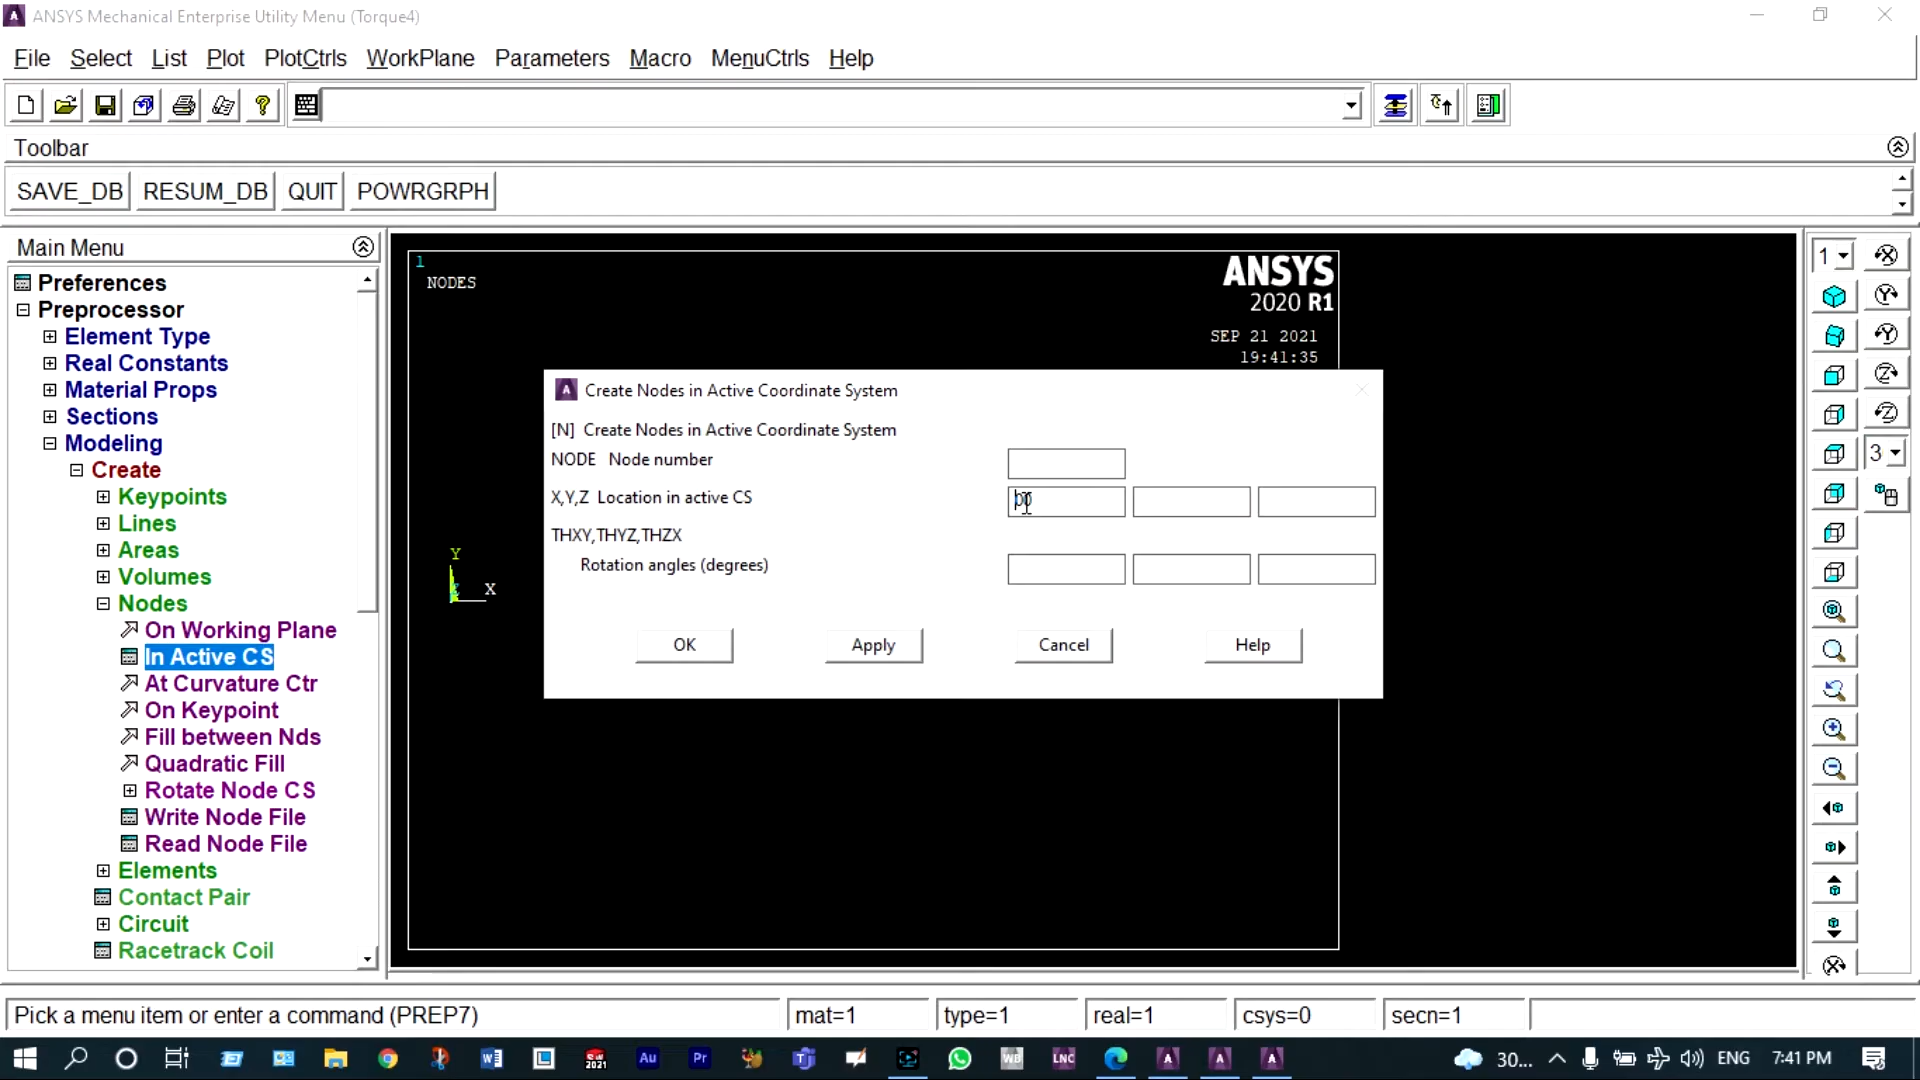 ANSYS Mechanical Enterprise Utility Menu (Torque4)
File Select List Plot PlotCtrls WorkPlane Parameters Macro MenuCtrls Help
Toolbar
SAVE_DB RESUM_DB QUIT POWRGRPH
Main Menu
Preferences
Preprocessor
Element Type
Real Constants
Material Props
Sections
Modeling
Create
Keypoints
Lines
Areas
Volumes
Nodes
On Working Plane
In Active CS
At Curvature Ctr
On Keypoint
Fill between Nds
Quadratic Fill
Rotate Node CS
Write Node File
Read Node File
Elements
Contact Pair
Circuit
Racetrack Coil
1
NODES
ANSYS
2020 R1
SEP 21 2021
19:41:35
Y
X
Create Nodes in Active Coordinate System
[N] Create Nodes in Active Coordinate System
NODE Node number
X,Y,Z Location in active CS
THXY,THYZ,THZX
Rotation angles (degrees)
OK Apply Cancel Help
1
3
Pick a menu item or enter a command (PREP7) mat=1 type=1 real=1 csys=0 secn=1
2021 Au Pr WB LNC 30... ENG 7:41 PM